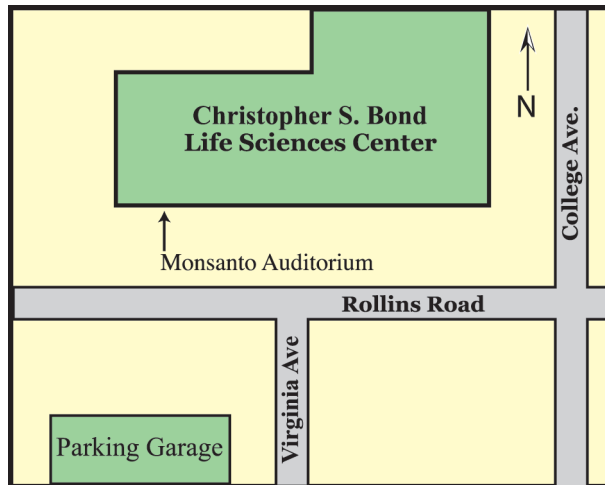 Christopher S. Bond
Life Sciences Center
N
College Ave.
Monsanto Auditorium
Rollins Road
Virginia Ave
Parking Garage